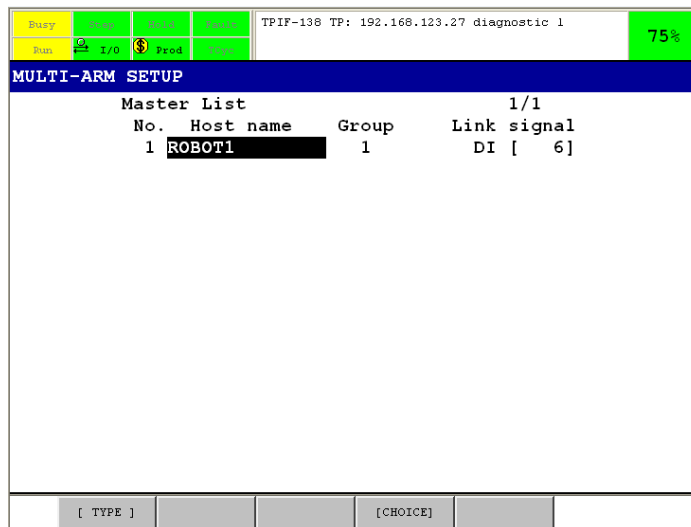 Busy Step Hold Fault TPIF-138 TP: 192.168.123.27 diagnostic 1
75%
Run I/O Prod TCyc
MULTI-ARM SETUP
Master List 1/1
No. Host name Group Link signal
1 ROBOT1 1 DI [ 6]
[ TYPE ] [CHOICE]